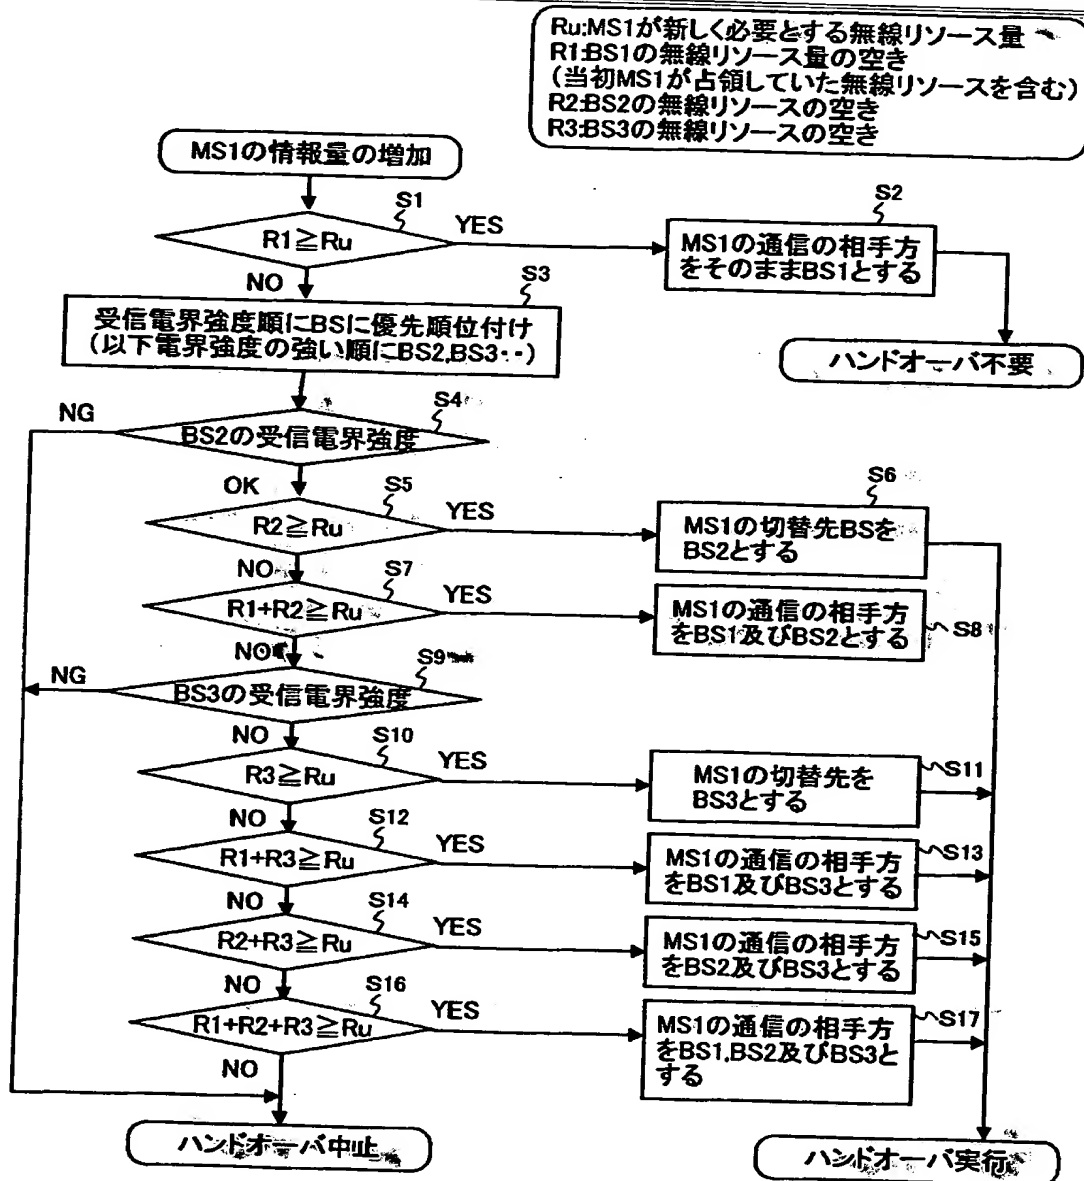 Ru:MS1が新しく必要とする無線リソース量
R1:BS1の無線リソース量の空き
(当初MS1が占領していた無線リソースを含む)
R2:BS2の無線リソースの空き
R3:BS3の無線リソースの空き
MS1の情報量の増加
S1
R1≧Ru
YES
S2
MS1の通信の相手方
をそのままBS1とする
NO
S3
受信電界強度順にBSに優先順位付け
(以下電界強度の強い順にBS2,BS3･･)
ハンドオーバ不要
S4
NG
BS2の受信電界強度
OK
S5
R2≧Ru
YES
S6
MS1の切替先BSを
BS2とする
NO
S7
R1+R2≧Ru
YES
MS1の通信の相手方
をBS1及びBS2とする
S8
NO
S9
NG
BS3の受信電界強度
NO
S10
R3≧Ru
YES
MS1の切替先を
BS3とする
S11
NO
S12
R1+R3≧Ru
YES
MS1の通信の相手方
をBS1及びBS3とする
S13
NO
S14
R2+R3≧Ru
YES
MS1の通信の相手方
をBS2及びBS3とする
S15
NO
S16
R1+R2+R3≧Ru
YES
MS1の通信の相手方
をBS1,BS2及びBS3と
する
S17
NO
ハンドオーバ中止
ハンドオーバ実行